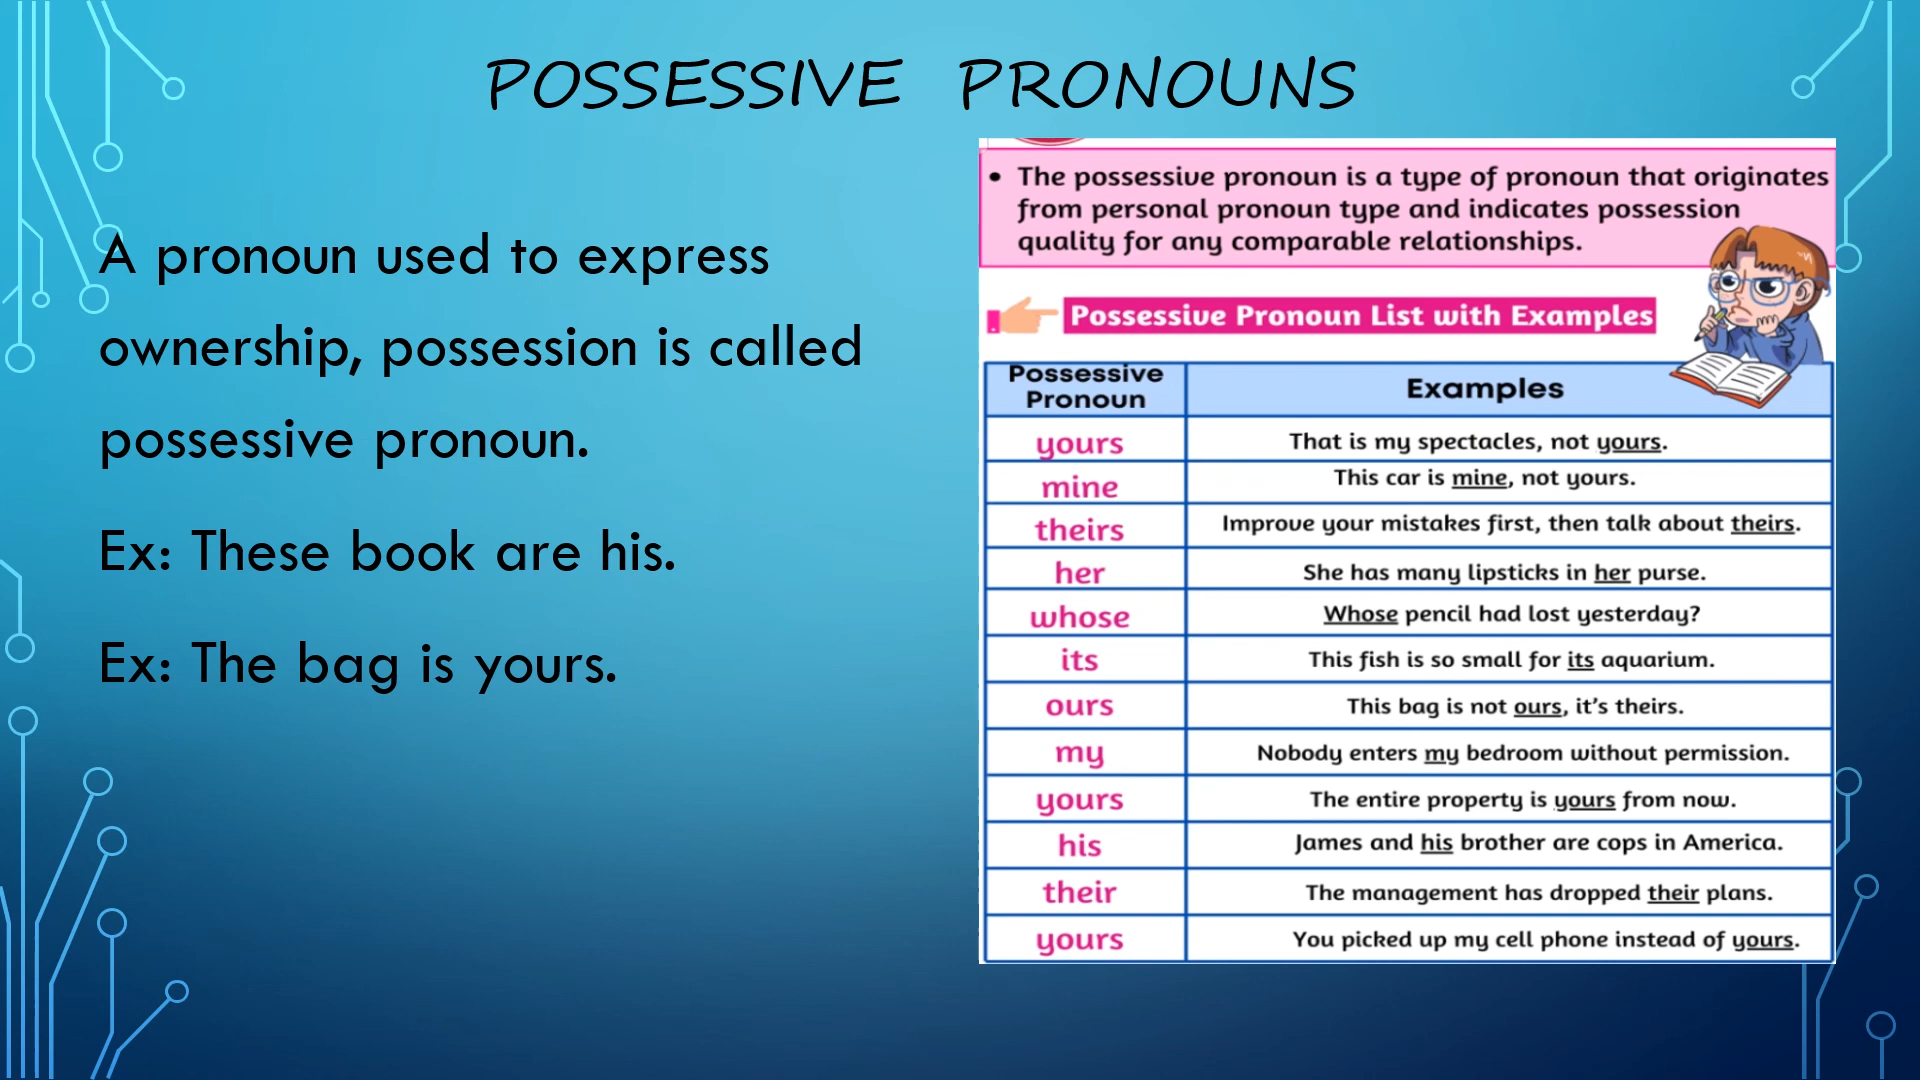 POSSESSIVE PRONOUNS
A pronoun used to express
ownership, possession is called
possessive pronoun.
Ex: These book are his.
Ex: The bag is yours.
• The possessive pronoun is a type of pronoun that originates
from personal pronoun type and indicates possession
quality for any comparable relationships.
Possessive Pronoun List with Examples
Possessive
Pronoun
Examples
yours That is my spectacles, not yours.
mine This car is mine, not yours.
theirs Improve your mistakes first, then talk about theirs.
her She has many lipsticks in her purse.
whose Whose pencil had lost yesterday?
its This fish is so small for its aquarium.
ours This bag is not ours, it’s theirs.
my Nobody enters my bedroom without permission.
yours The entire property is yours from now.
his James and his brother are cops in America.
their The management has dropped their plans.
yours You picked up my cell phone instead of yours.